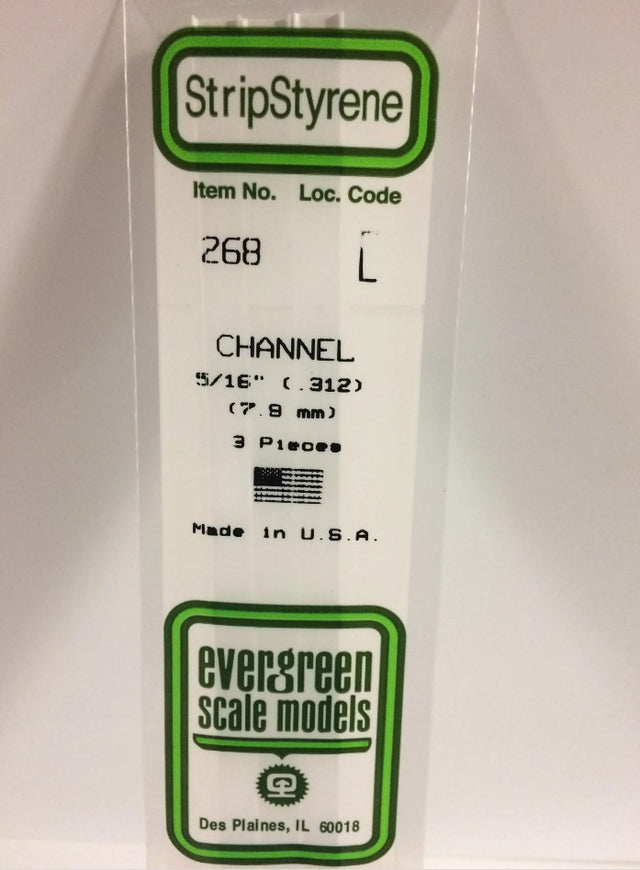 StripStyrene
Item No. Loc. Code
268 L
CHANNEL
5/16" (.312)
(7.9 mm)
3 Pieces
Made in U.S.A.
evergreen
scale models
Des Plaines, IL 60018